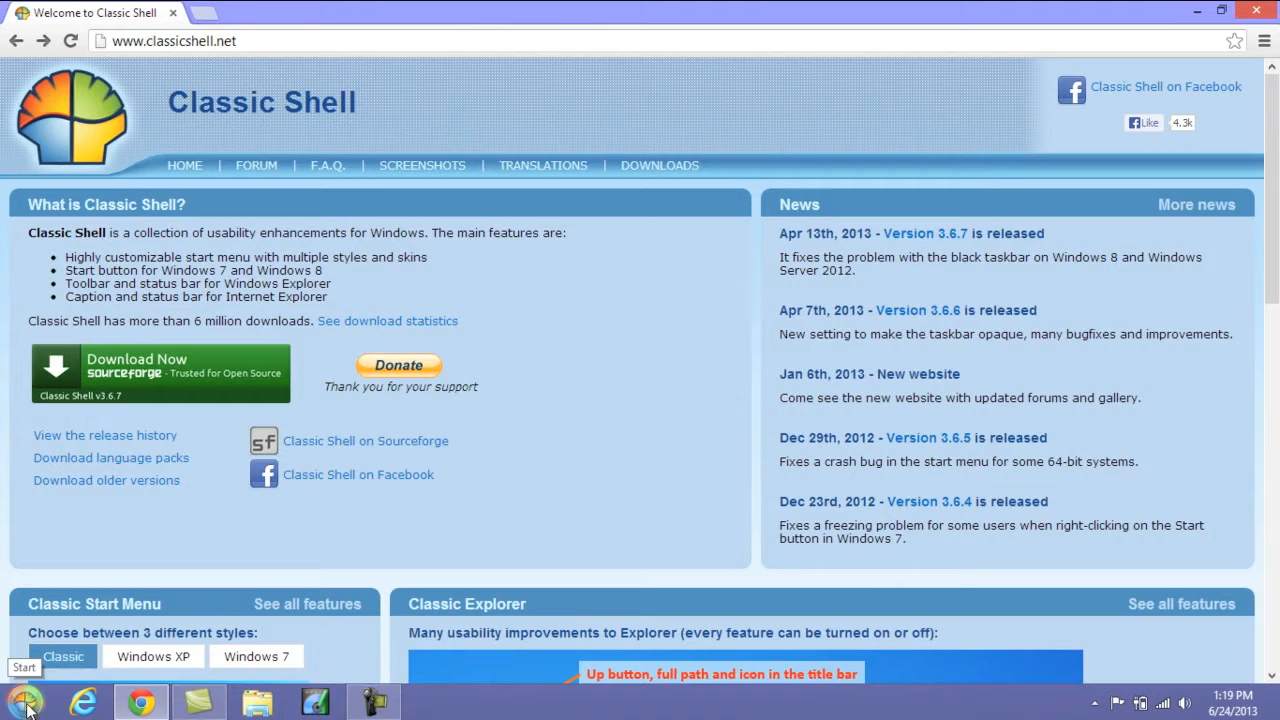 Welcome to Classic Shell
www.classicshell.net
Classic Shell
Classic Shell on Facebook
Like 4.3k
HOME | FORUM | F.A.Q. | SCREENSHOTS | TRANSLATIONS | DOWNLOADS
What is Classic Shell?
Classic Shell is a collection of usability enhancements for Windows. The main features are:
• Highly customizable start menu with multiple styles and skins
• Start button for Windows 7 and Windows 8
• Toolbar and status bar for Windows Explorer
• Caption and status bar for Internet Explorer
Classic Shell has more than 6 million downloads. See download statistics
Download Now
sourceforge - Trusted for Open Source
Classic Shell v3.6.7
Donate
Thank you for your support
View the release history
Download language packs
Download older versions
sf Classic Shell on Sourceforge
Classic Shell on Facebook
News
More news
Apr 13th, 2013 - Version 3.6.7 is released
It fixes the problem with the black taskbar on Windows 8 and Windows
Server 2012.
Apr 7th, 2013 - Version 3.6.6 is released
New setting to make the taskbar opaque, many bugfixes and improvements.
Jan 6th, 2013 - New website
Come see the new website with updated forums and gallery.
Dec 29th, 2012 - Version 3.6.5 is released
Fixes a crash bug in the start menu for some 64-bit systems.
Dec 23rd, 2012 - Version 3.6.4 is released
Fixes a freezing problem for some users when right-clicking on the Start
button in Windows 7.
Classic Start Menu
See all features
Choose between 3 different styles:
Classic
Windows XP
Windows 7
Classic Explorer
See all features
Many usability improvements to Explorer (every feature can be turned on or off):
Up button, full path and icon in the title bar
Start
1:19 PM
6/24/2013